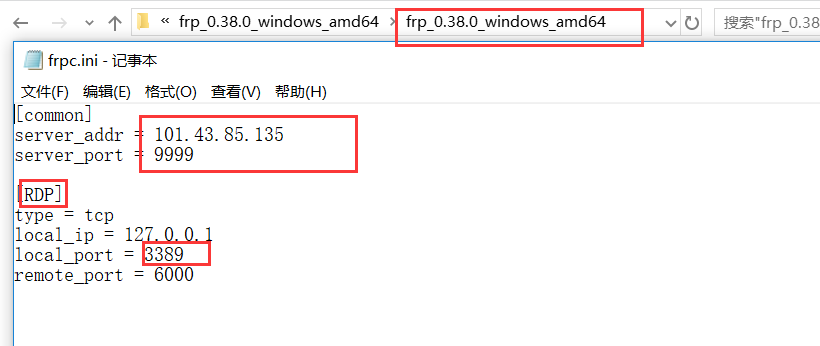 « frp_0.38.0_windows_amd64 › frp_0.38.0_windows_amd64
搜索"frp_0.38
frpc.ini - 记事本
文件(F) 编辑(E) 格式(O) 查看(V) 帮助(H)
[common]
server_addr = 101.43.85.135
server_port = 9999
[RDP]
type = tcp
local_ip = 127.0.0.1
local_port = 3389
remote_port = 6000